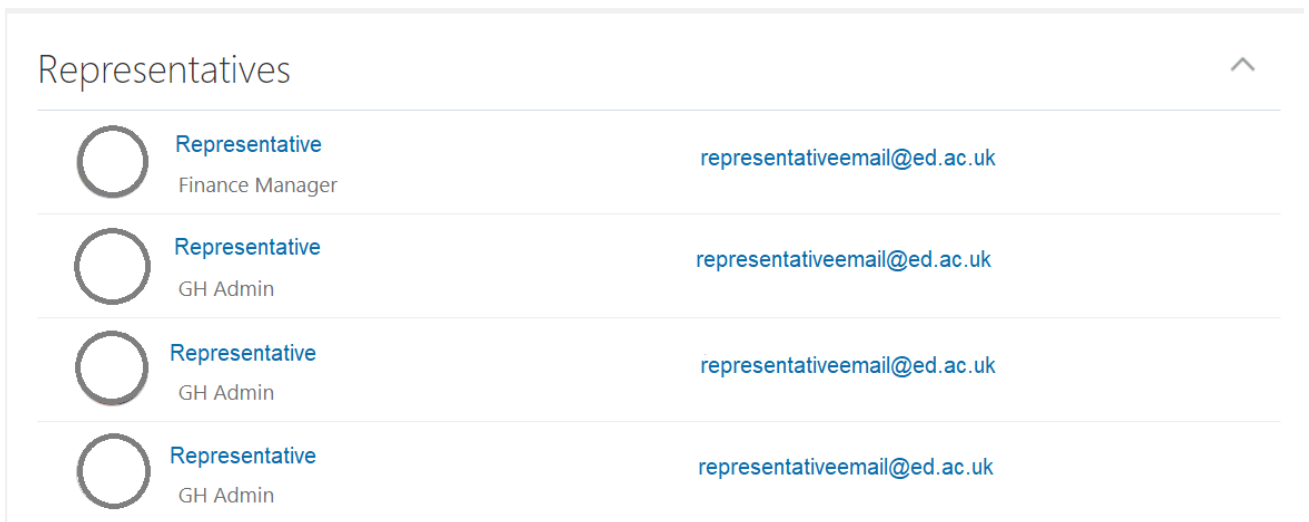 Representatives
Representative
representativeemail@ed.ac.uk
Finance Manager
Representative
representativeemail@ed.ac.uk
GH Admin
Representative
representativeemail@ed.ac.uk
GH Admin
Representative
representativeemail@ed.ac.uk
GH Admin